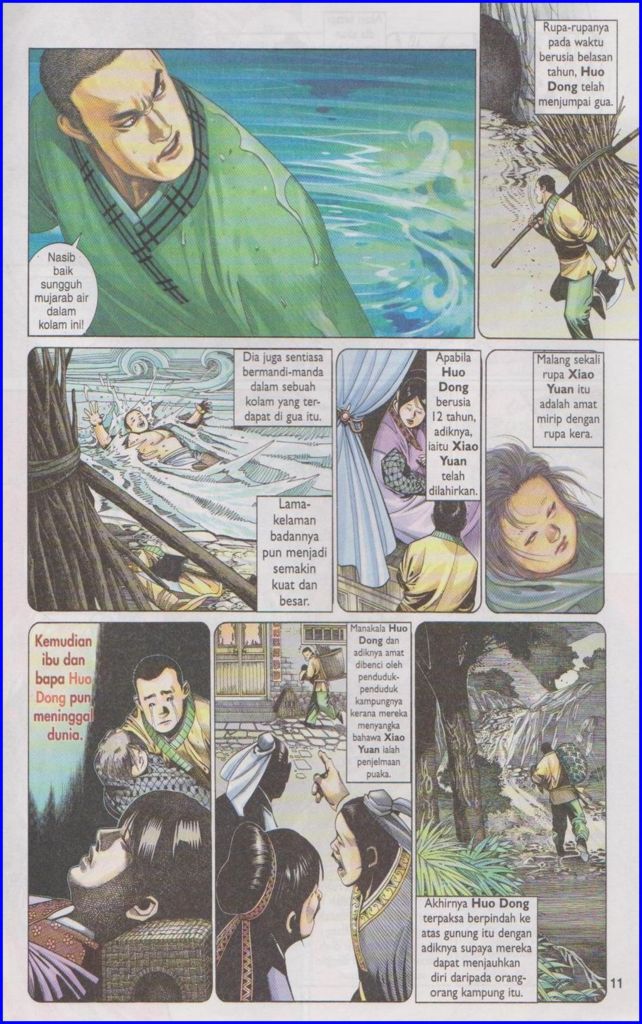 Nasib
baik
sungguh
mujarab air
dalam
kolam ini!
Rupa-rupanya
pada waktu
berusia belasan
tahun, Huo
Dong telah
menjumpai gua.
Dia juga sentiasa
bermandi-manda
dalam sebuah
kolam yang ter-
dapat di gua itu.
Lama-
kelaman
badannya
pun menjadi
semakin
kuat dan
besar.
Apabila
Huo
Dong
berusia
12 tahun,
adiknya,
iaitu Xiao
Yuan
telah
dilahirkan.
Malang sekali
rupa Xiao
Yuan itu
adalah amat
mirip dengan
rupa kera.
Kemudian
ibu dan
bapa Huo
Dong pun
meninggal
dunia.
Manakala Huo
Dong dan
adiknya amat
dibenci oleh
penduduk-
penduduk
kampungnya
kerana mereka
menyangka
bahawa Xiao
Yuan ialah
penjelmaan
puaka.
Akhirnya Huo Dong
terpaksa berpindah ke
atas gunung itu dengan
adiknya supaya mereka
dapat menjauhkan
diri daripada orang-
orang kampung itu.
11